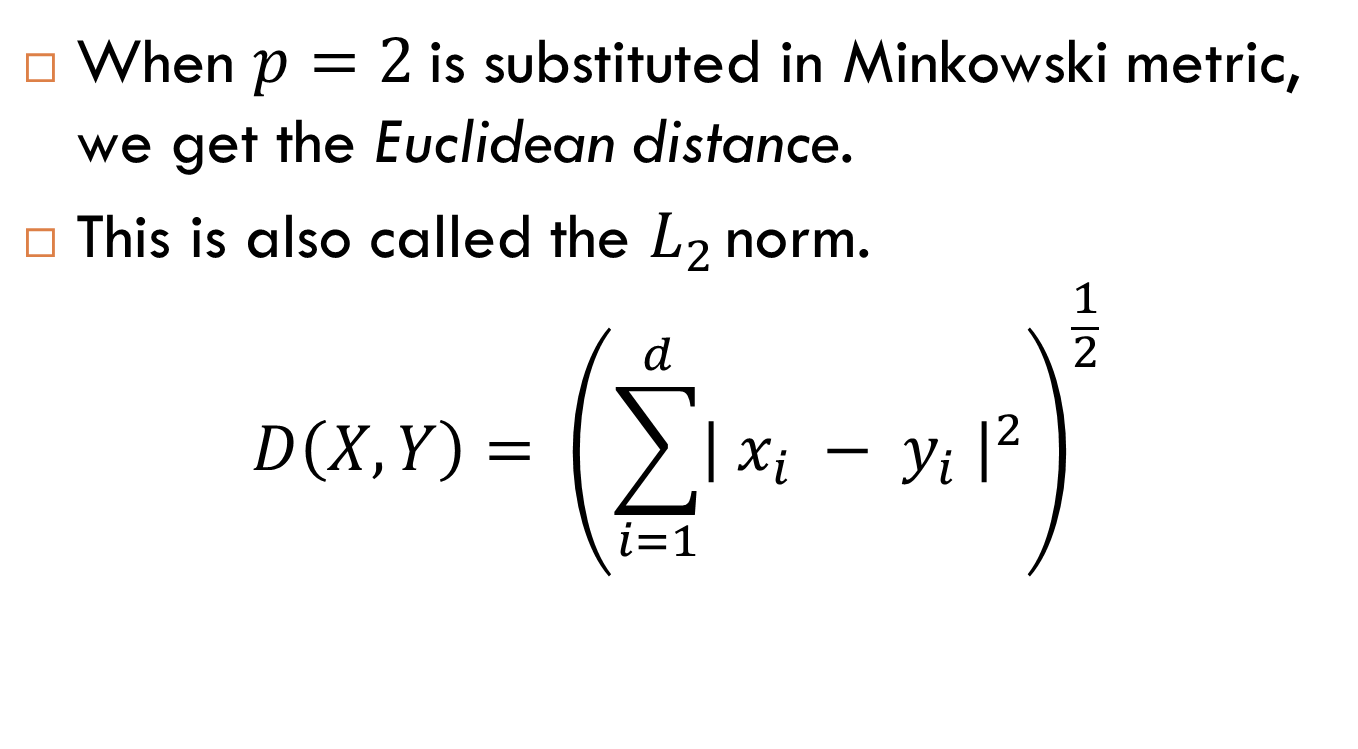 When p = 2 is substituted in Minkowski metric,
we get the Euclidean distance.
This is also called the L₂ norm.
D(X, Y) = (∑_{i=1}^{d} | x_i − y_i |²)^{1/2}